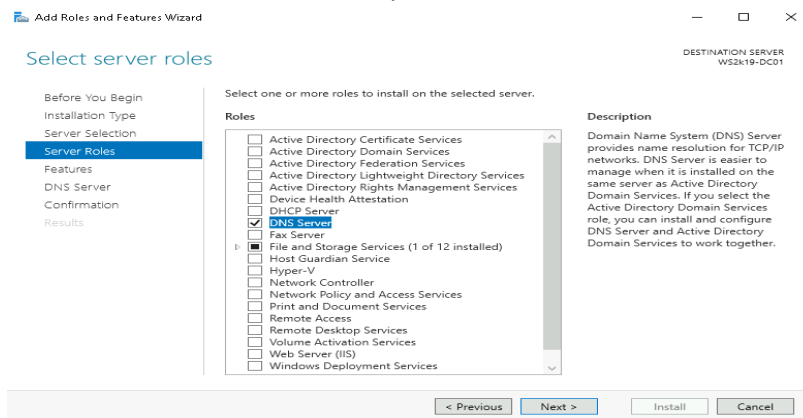 Add Roles and Features Wizard
Select server roles
DESTINATION SERVER
WS2k19-DC01
Before You Begin
Installation Type
Server Selection
Server Roles
Features
DNS Server
Confirmation
Results
Select one or more roles to install on the selected server.
Roles
Active Directory Certificate Services
Active Directory Domain Services
Active Directory Federation Services
Active Directory Lightweight Directory Services
Active Directory Rights Management Services
Device Health Attestation
DHCP Server
DNS Server
Fax Server
File and Storage Services (1 of 12 installed)
Host Guardian Service
Hyper-V
Network Controller
Network Policy and Access Services
Print and Document Services
Remote Access
Remote Desktop Services
Volume Activation Services
Web Server (IIS)
Windows Deployment Services
Description
Domain Name System (DNS) Server
provides name resolution for TCP/IP
networks. DNS Server is easier to
manage when it is installed on the
same server as Active Directory
Domain Services. If you select the
Active Directory Domain Services
role, you can install and configure
DNS Server and Active Directory
Domain Services to work together.
< Previous
Next >
Install
Cancel